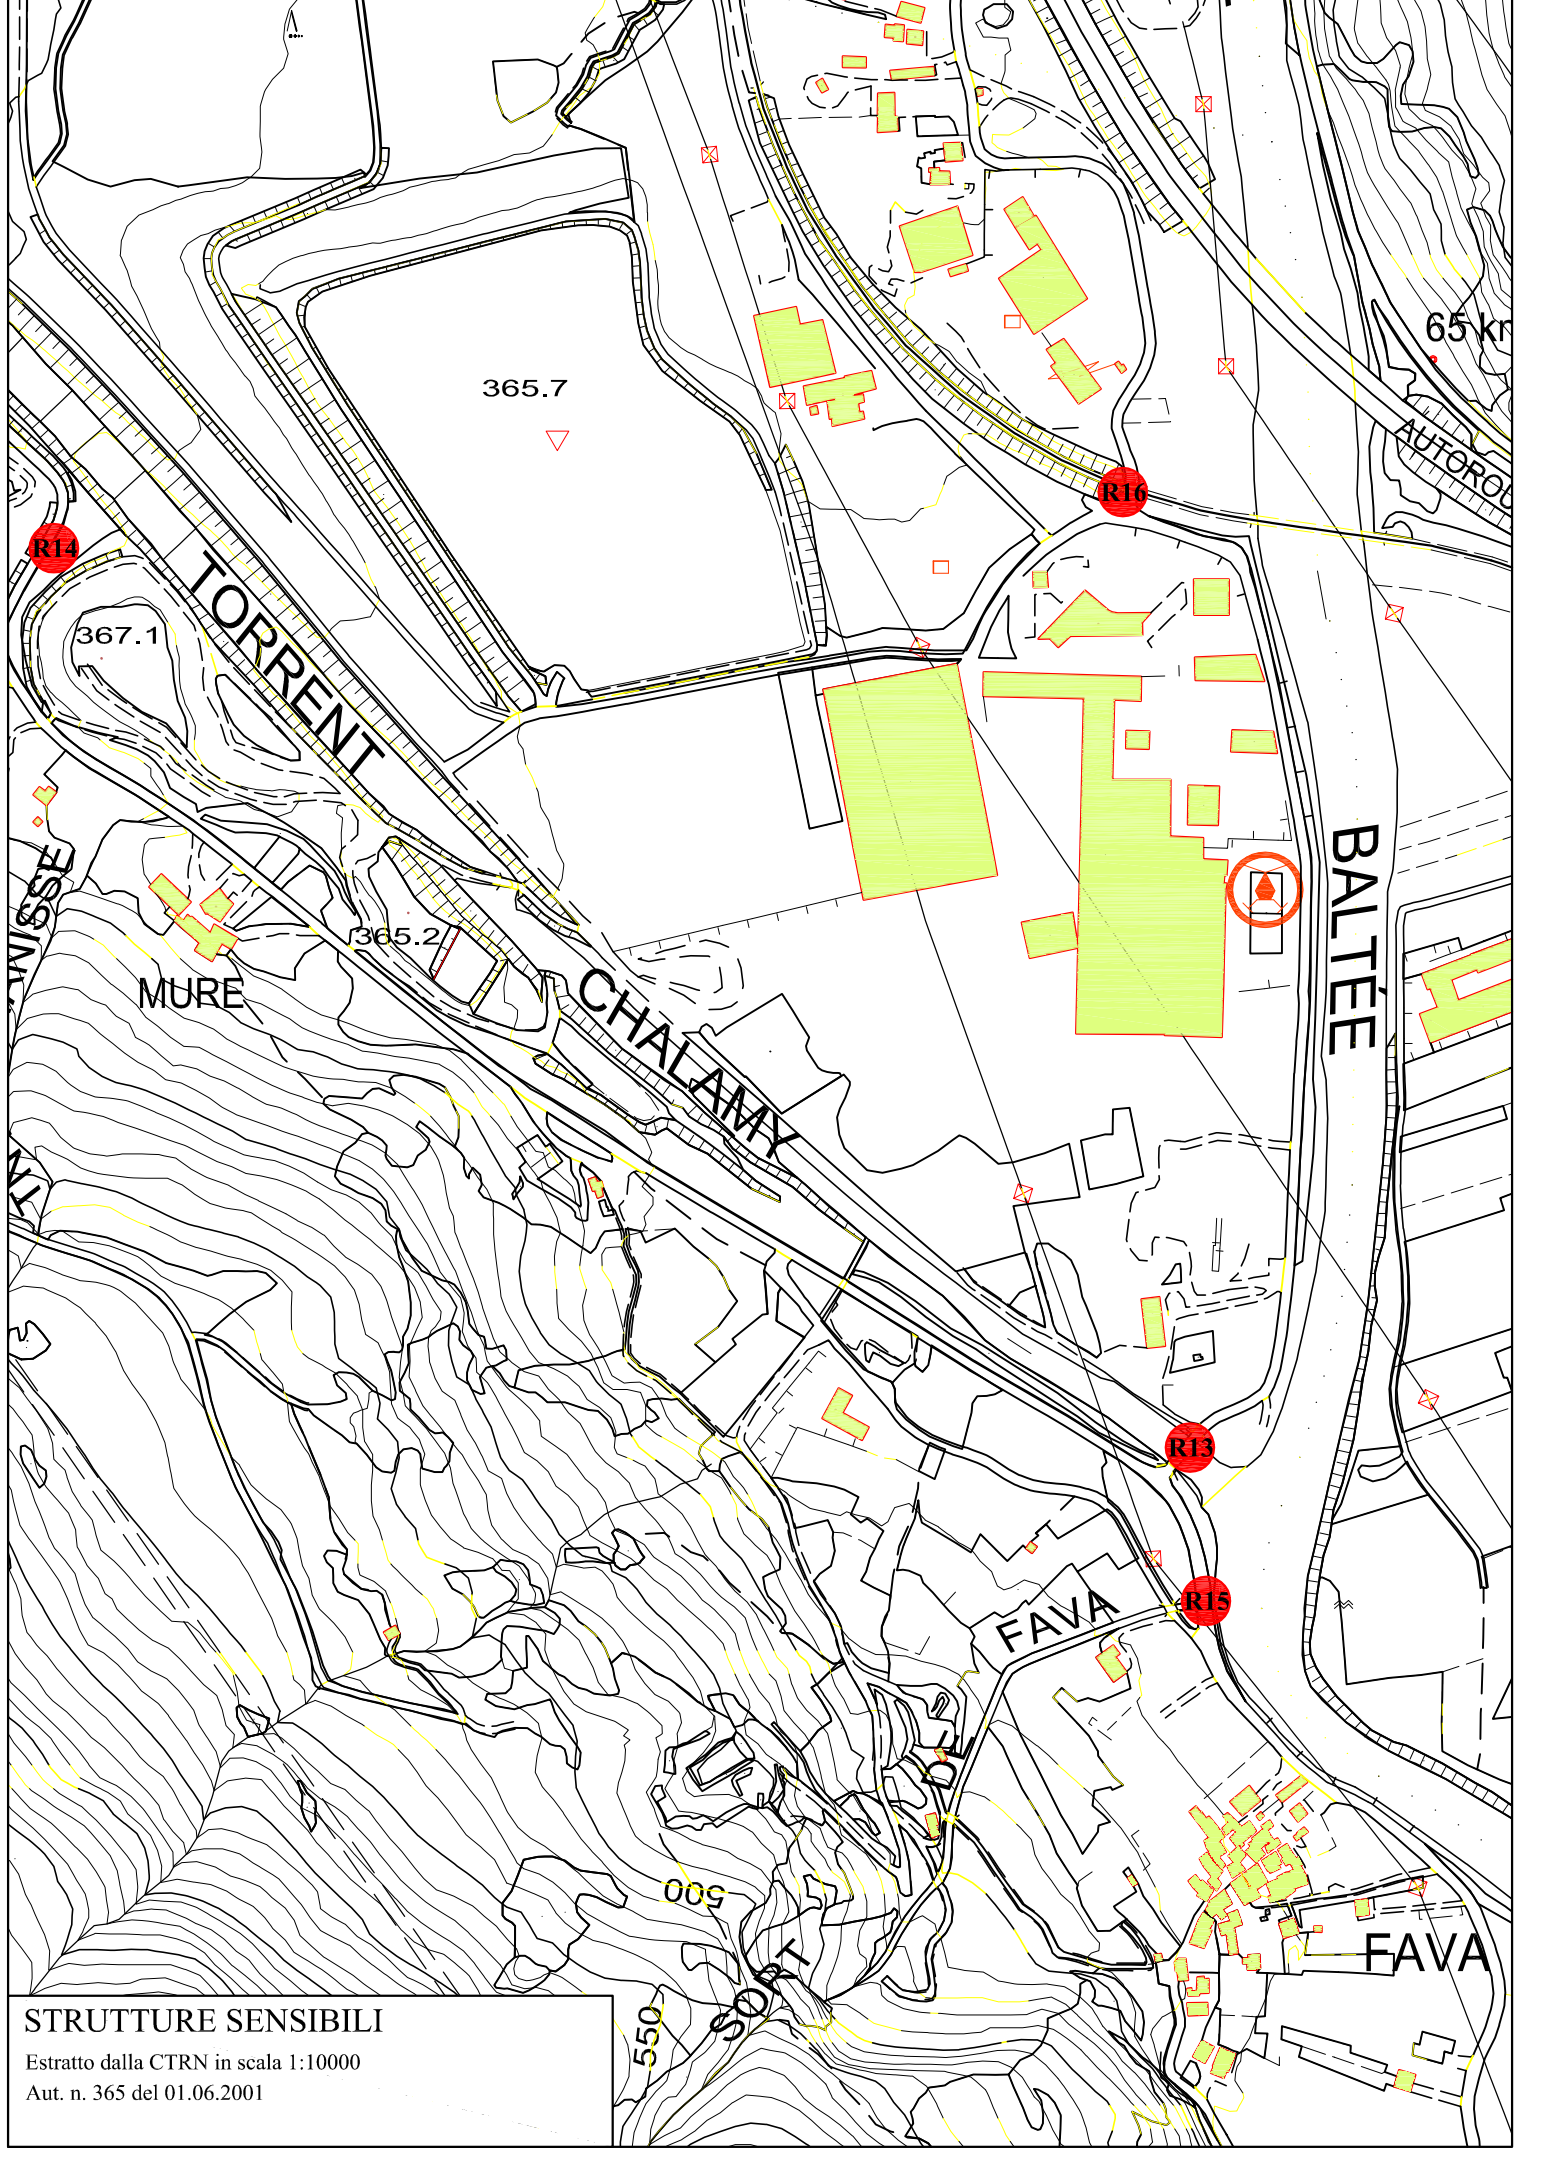 365.7
65 km
AUTOROU
R16
R14
TORRENT
367.1
BALTÉE
365.2
MURE
CHALAMY
R13
R15
FAVA
DE
500
SORT
550
FAVA
STRUTTURE SENSIBILI
Estratto dalla CTRN in scala 1:10000
Aut. n. 365 del 01.06.2001